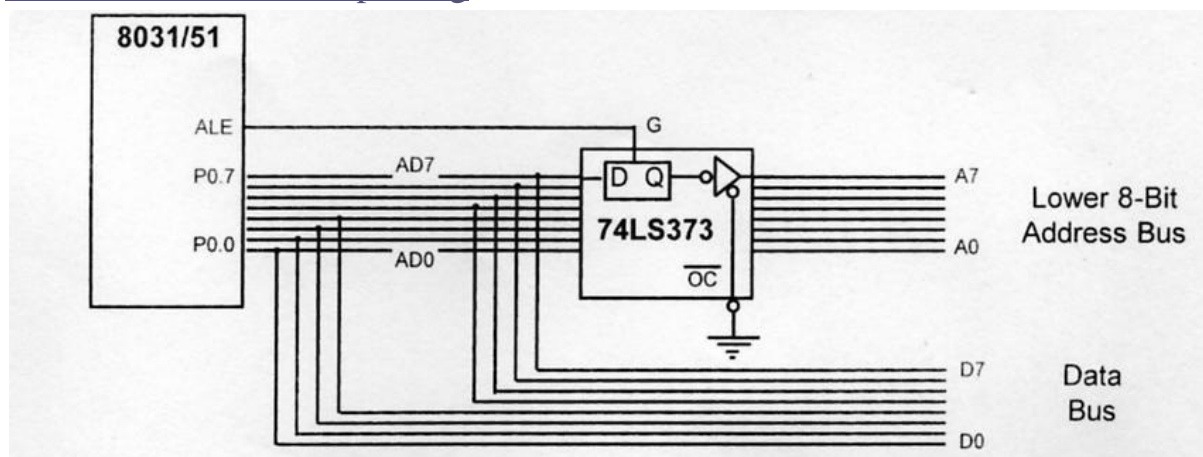 8031/51
ALE
G
P0.7
AD7
D Q
A7
Lower 8-Bit
Address Bus
74LS373
P0.0
AD0
A0
OC
D7
Data
Bus
D0